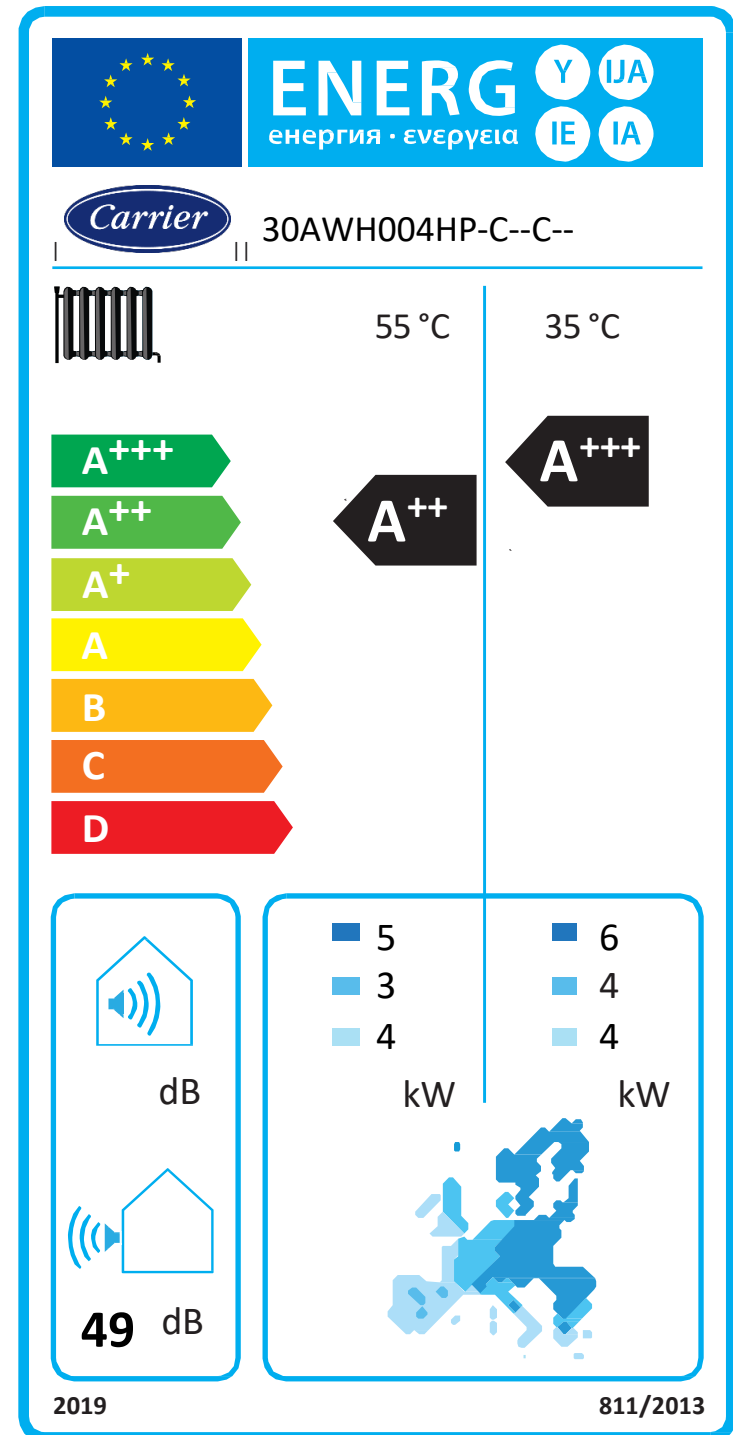 ENERG Y IJA
енергия · ενεργεια IE IA
Carrier 30AWH004HP-C--C--
55 °C 35 °C
A+++
A+++
A++
A++
A+
A
B
C
D
5 6
3 4
4 4
dB kW kW
49 dB
2019 811/2013